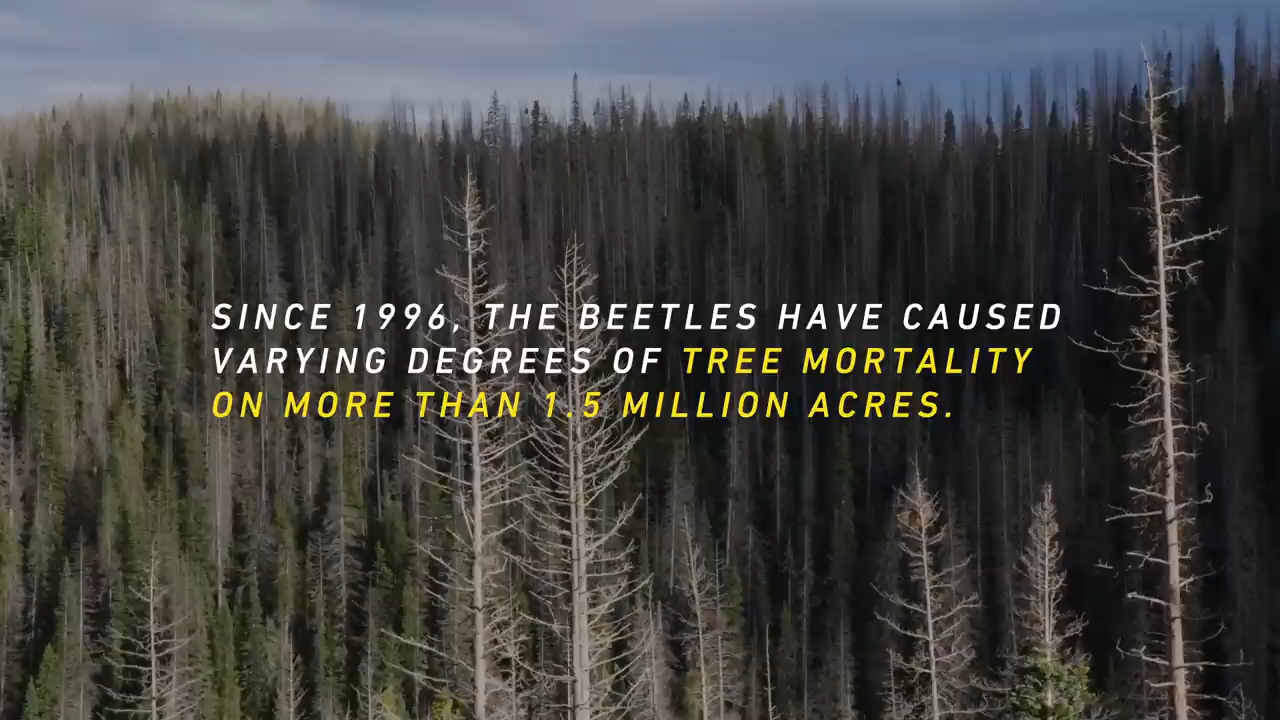 SINCE 1996, THE BEETLES HAVE CAUSED
VARYING DEGREES OF TREE MORTALITY
ON MORE THAN 1.5 MILLION ACRES.